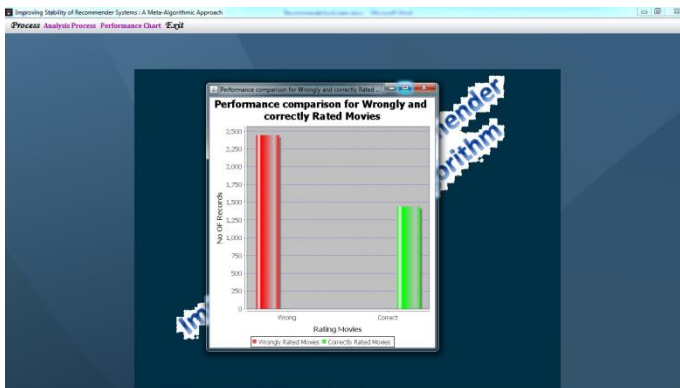 Improving Stability of Recommender Systems : A Meta-Algorithmic Approach
Process Analysis Process Performance Chart Exit
Performance comparison for Wrongly and correctly Rated ...
Performance comparison for Wrongly and
correctly Rated Movies
2,500
2,250
2,000
1,750
1,500
1,250
1,000
750
500
250
0
No OF Records
Wrong Correct
Rating Movies
Wrongly Rated Movies Correctly Rated Movies
ender
orithm
Im